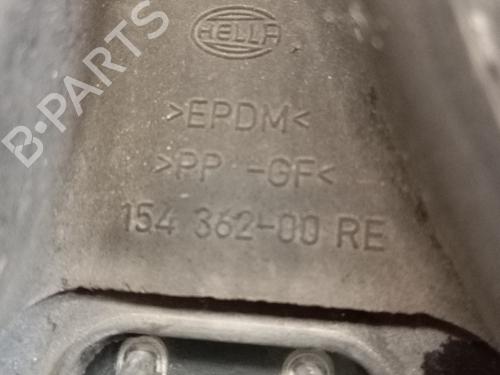 HELLA
>EPDM<
>PP -GF<
154 362-00 RE
B-PARTS